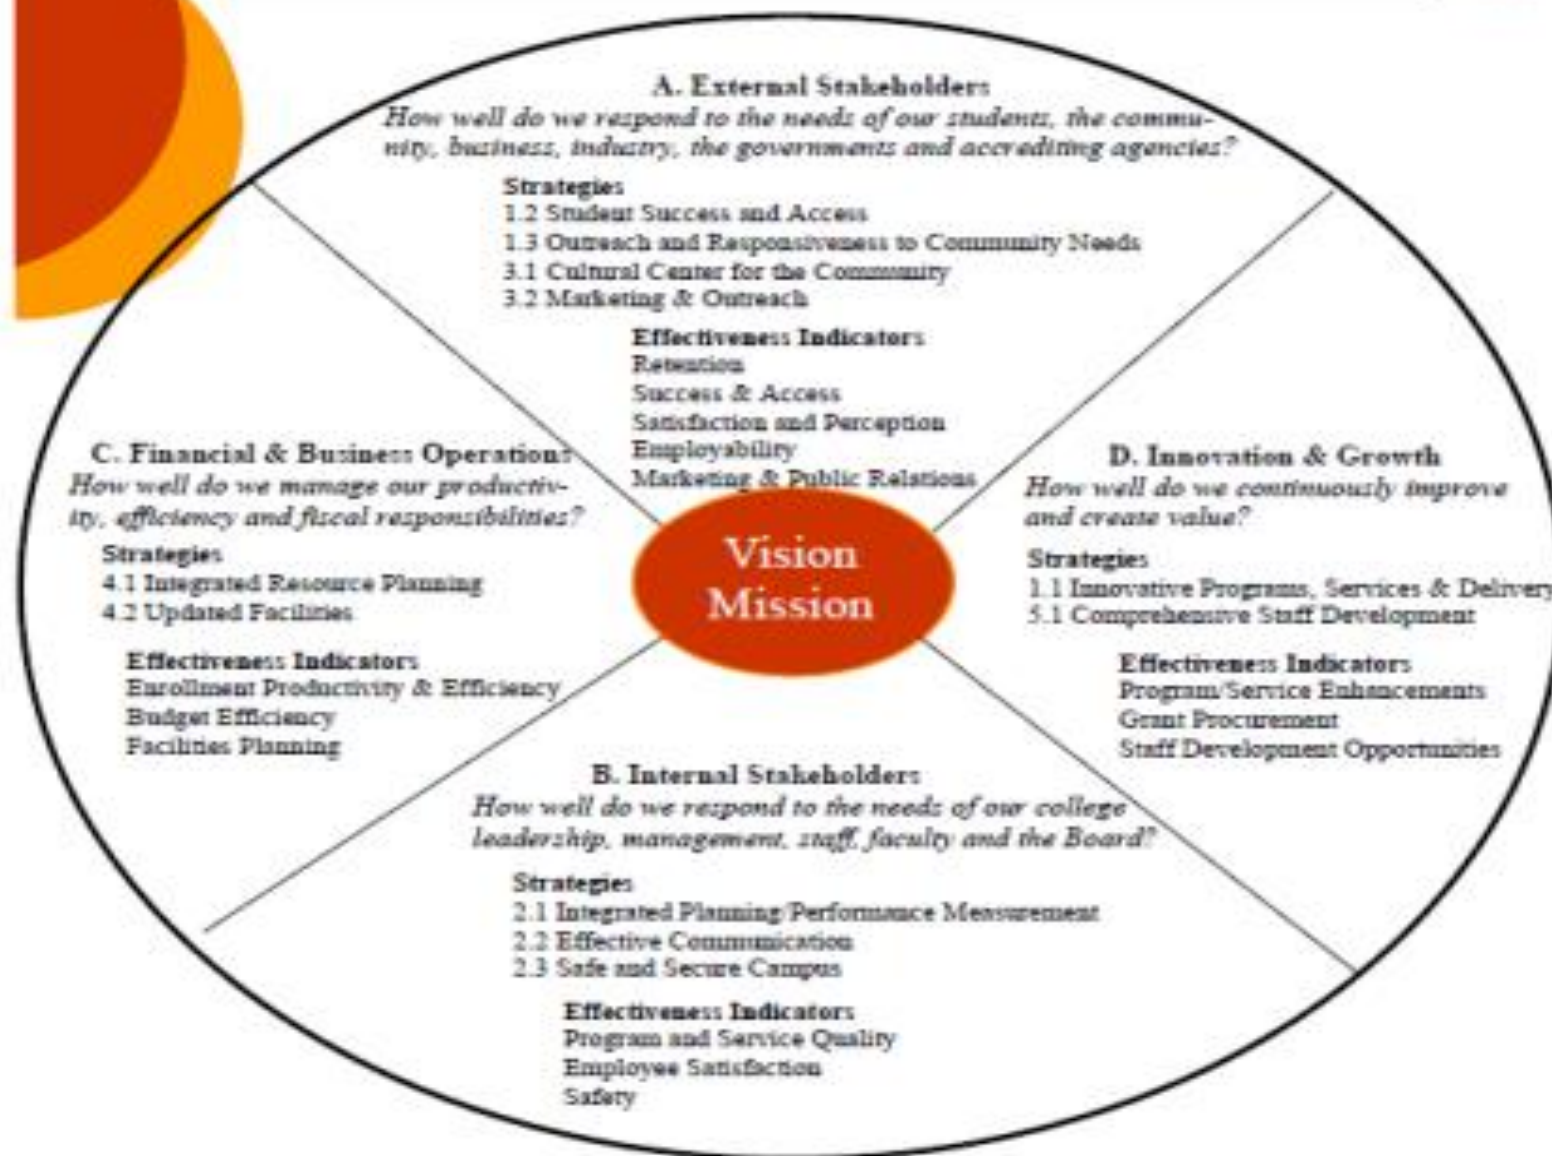 A. External Stakeholders
How well do we respond to the needs of our students, the commu-
nity, business, industry, the governments and accrediting agencies?
Strategies
1.2 Student Success and Access
1.3 Outreach and Responsiveness to Community Needs
3.1 Cultural Center for the Community
3.2 Marketing & Outreach
Effectiveness Indicators
Retention
Success & Access
Satisfaction and Perception
Employability
Marketing & Public Relations
C. Financial & Business Operations
How well do we manage our productiv-
ity, efficiency and fiscal responsibilities?
Strategies
4.1 Integrated Resource Planning
4.2 Updated Facilities
Effectiveness Indicators
Enrollment Productivity & Efficiency
Budget Efficiency
Facilities Planning
Vision
Mission
D. Innovation & Growth
How well do we continuously improve
and create value?
Strategies
1.1 Innovative Programs, Services & Delivery
5.1 Comprehensive Staff Development
Effectiveness Indicators
Program/Service Enhancements
Grant Procurement
Staff Development Opportunities
B. Internal Stakeholders
How well do we respond to the needs of our college
leadership, management, staff, faculty and the Board?
Strategies
2.1 Integrated Planning/Performance Measurement
2.2 Effective Communication
2.3 Safe and Secure Campus
Effectiveness Indicators
Program and Service Quality
Employee Satisfaction
Safety